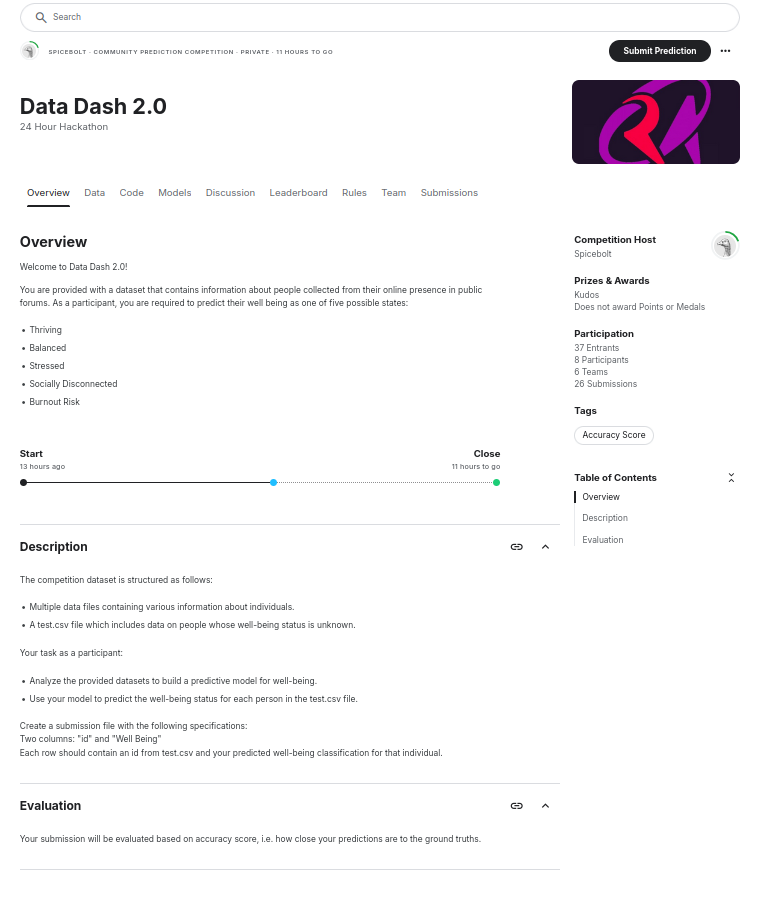 Search
SPICEBOLT · COMMUNITY PREDICTION COMPETITION · PRIVATE · 11 HOURS TO GO
Submit Prediction
Data Dash 2.0
24 Hour Hackathon
Overview Data Code Models Discussion Leaderboard Rules Team Submissions
Overview
Welcome to Data Dash 2.0!
You are provided with a dataset that contains information about people collected from their online presence in public
forums. As a participant, you are required to predict their well being as one of five possible states:
• Thriving
• Balanced
• Stressed
• Socially Disconnected
• Burnout Risk
Start
13 hours ago
Close
11 hours to go
Description
The competition dataset is structured as follows:
• Multiple data files containing various information about individuals.
• A test.csv file which includes data on people whose well-being status is unknown.
Your task as a participant:
• Analyze the provided datasets to build a predictive model for well-being.
• Use your model to predict the well-being status for each person in the test.csv file.
Create a submission file with the following specifications:
Two columns: "id" and "Well Being"
Each row should contain an id from test.csv and your predicted well-being classification for that individual.
Evaluation
Your submission will be evaluated based on accuracy score, i.e. how close your predictions are to the ground truths.
Competition Host
Spicebolt
Prizes & Awards
Kudos
Does not award Points or Medals
Participation
37 Entrants
8 Participants
6 Teams
26 Submissions
Tags
Accuracy Score
Table of Contents
Overview
Description
Evaluation